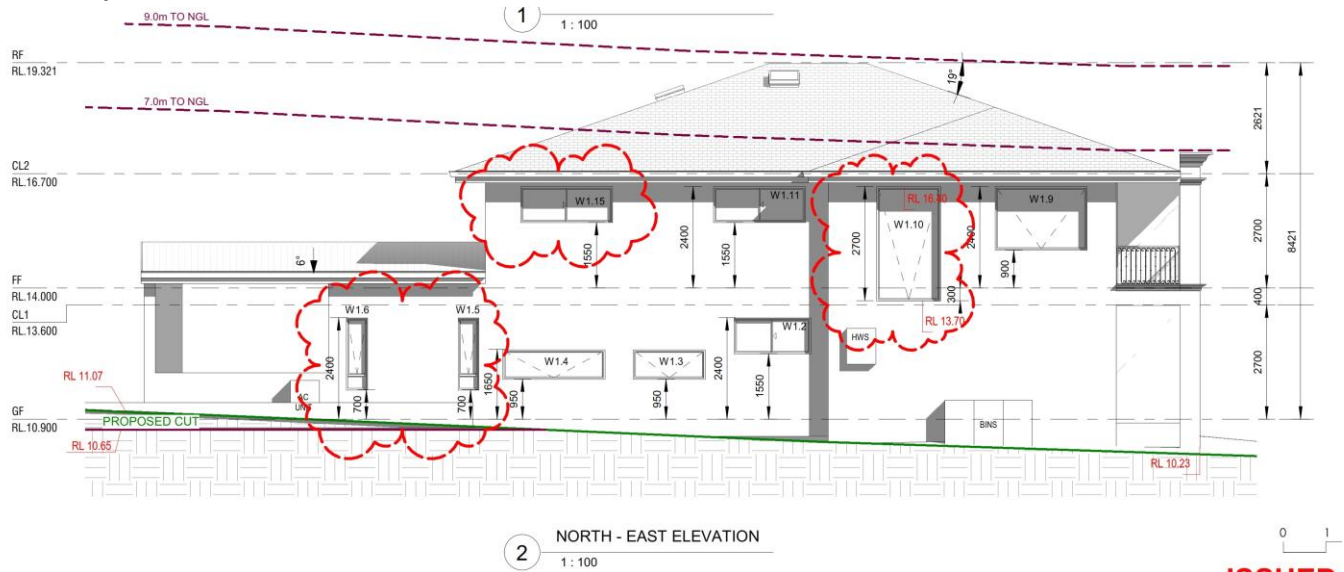 1
1 : 100
9.0m TO NGL
RF
RL.19.321
19°
7.0m TO NGL
2621
CL2
RL.16.700
W1.15
W1.11
RL 16.40
W1.10
W1.9
1550
2400
1550
2700
2400
900
300
2700
8421
6°
FF
RL.14.000
CL1
RL.13.600
400
RL 13.70
W1.6
W1.5
W1.2
HWS
W1.4
W1.3
2400
700
700
1650
950
950
2400
1550
2700
RL 11.07
AC
UNIT
GF
RL.10.900
PROPOSED CUT
RL 10.65
BINS
RL 10.23
2
NORTH - EAST ELEVATION
1 : 100
0 1